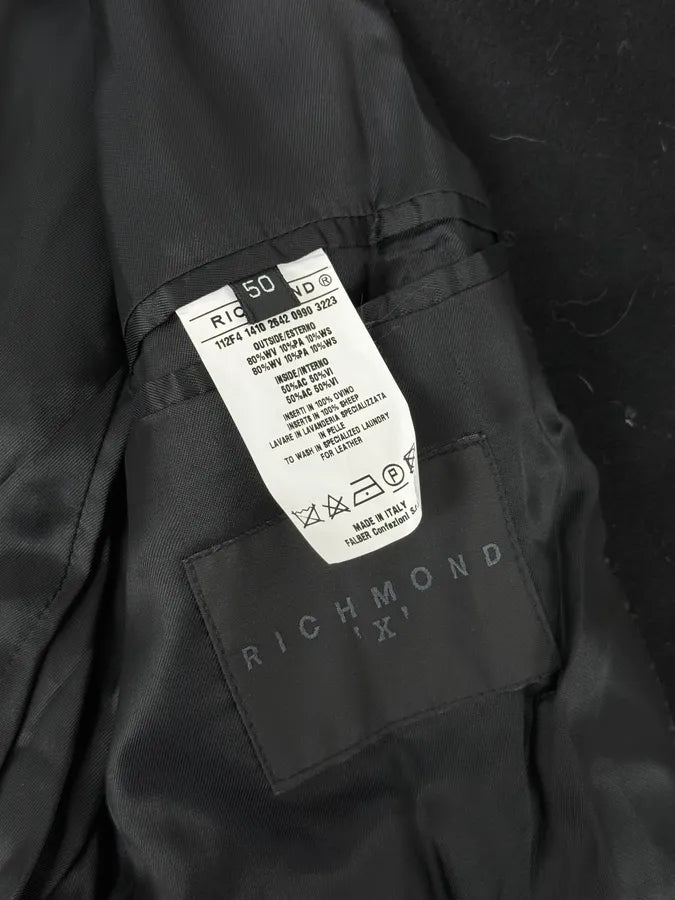 50
RICHMOND®
112F4 1410 2642 0990 3223
OUTSIDE/ESTERNO
80%WV 10%PA 10%WS
80%WV 10%PA 10%WS
INSIDE/INTERNO
50%AC 50%VI
50%AC 50%VI
INSERTI IN 100% OVINO
INSERTS IN 100% SHEEP
LAVARE IN LAVANDERIA SPECIALIZZATA
IN PELLE
TO WASH IN SPECIALIZED LAUNDRY
FOR LEATHER
P
MADE IN ITALY
FALBER Confezioni
RICHMOND
'X'